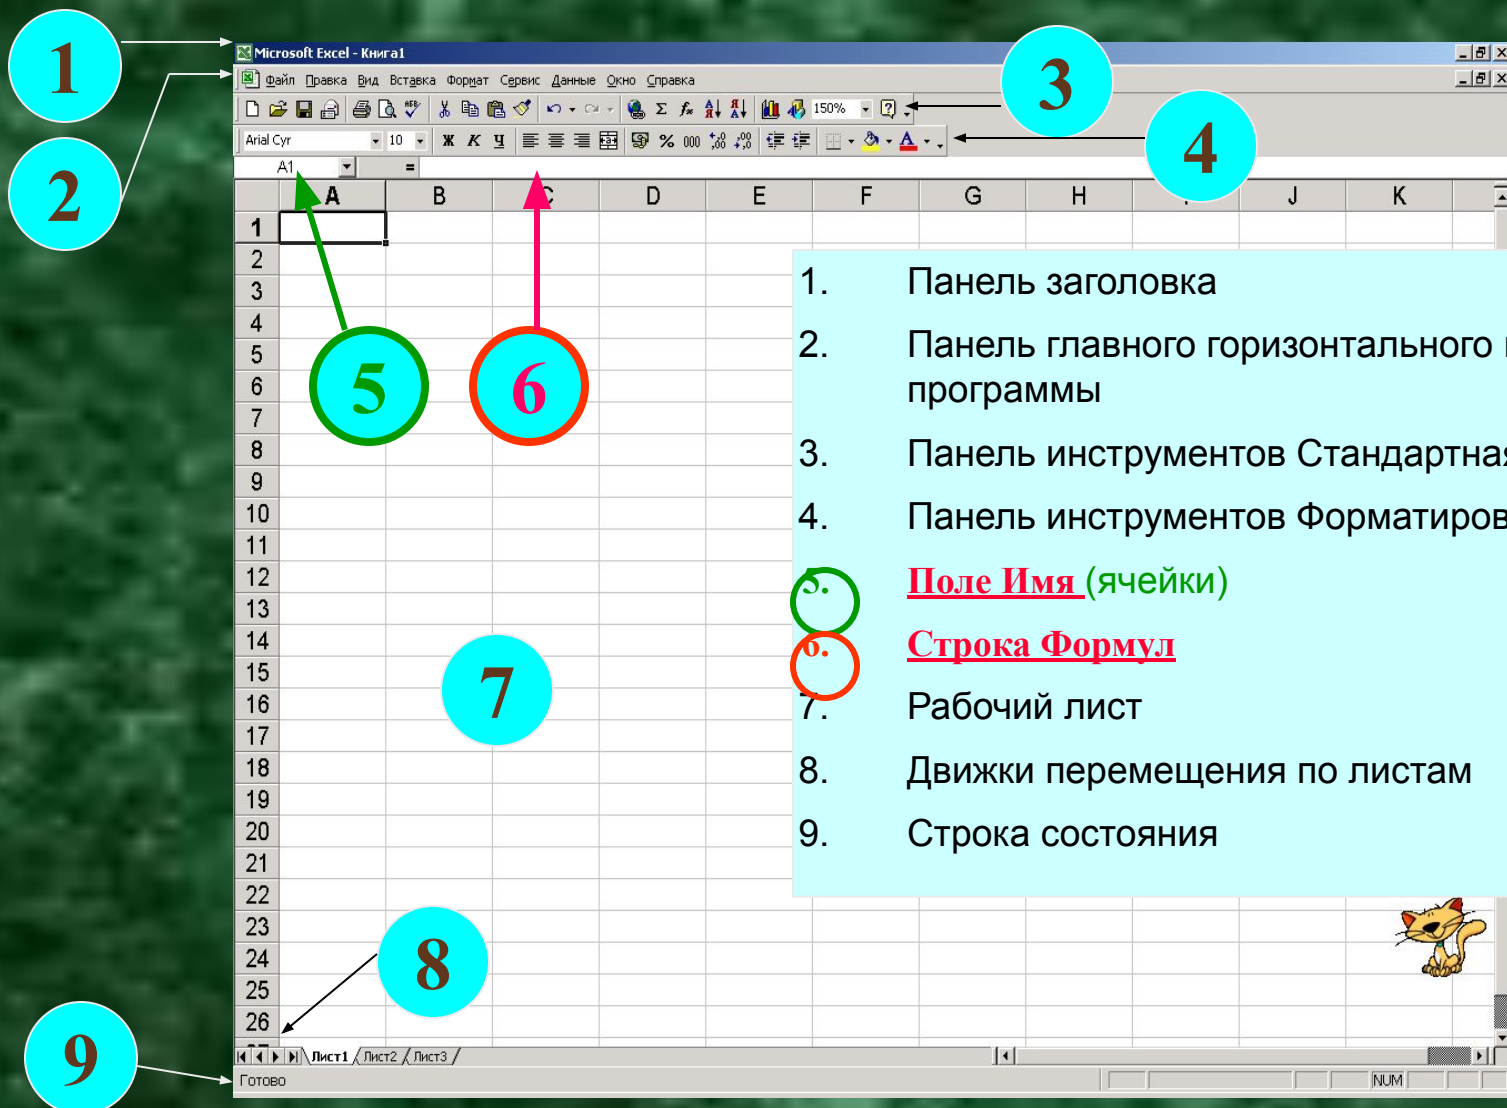 1
Microsoft Excel - Книга1
2
Файл Правка Вид Вставка Формат Сервис Данные Окно Справка
3
150%
Arial Cyr 10 Ж К Ч % 000
4
A1 =
A B C D E F G H J K
1
2
3
4
5
6
7
8
9
10
11
12
13
14
15
16
17
18
19
20
21
22
23
24
25
26
5
6
7
8
9
1. Панель заголовка
2. Панель главного горизонтального
программы
3. Панель инструментов Стандартная
4. Панель инструментов Форматиров
5. Поле Имя (ячейки)
6. Строка Формул
7. Рабочий лист
8. Движки перемещения по листам
9. Строка состояния
Лист1 Лист2 Лист3
Готово NUM